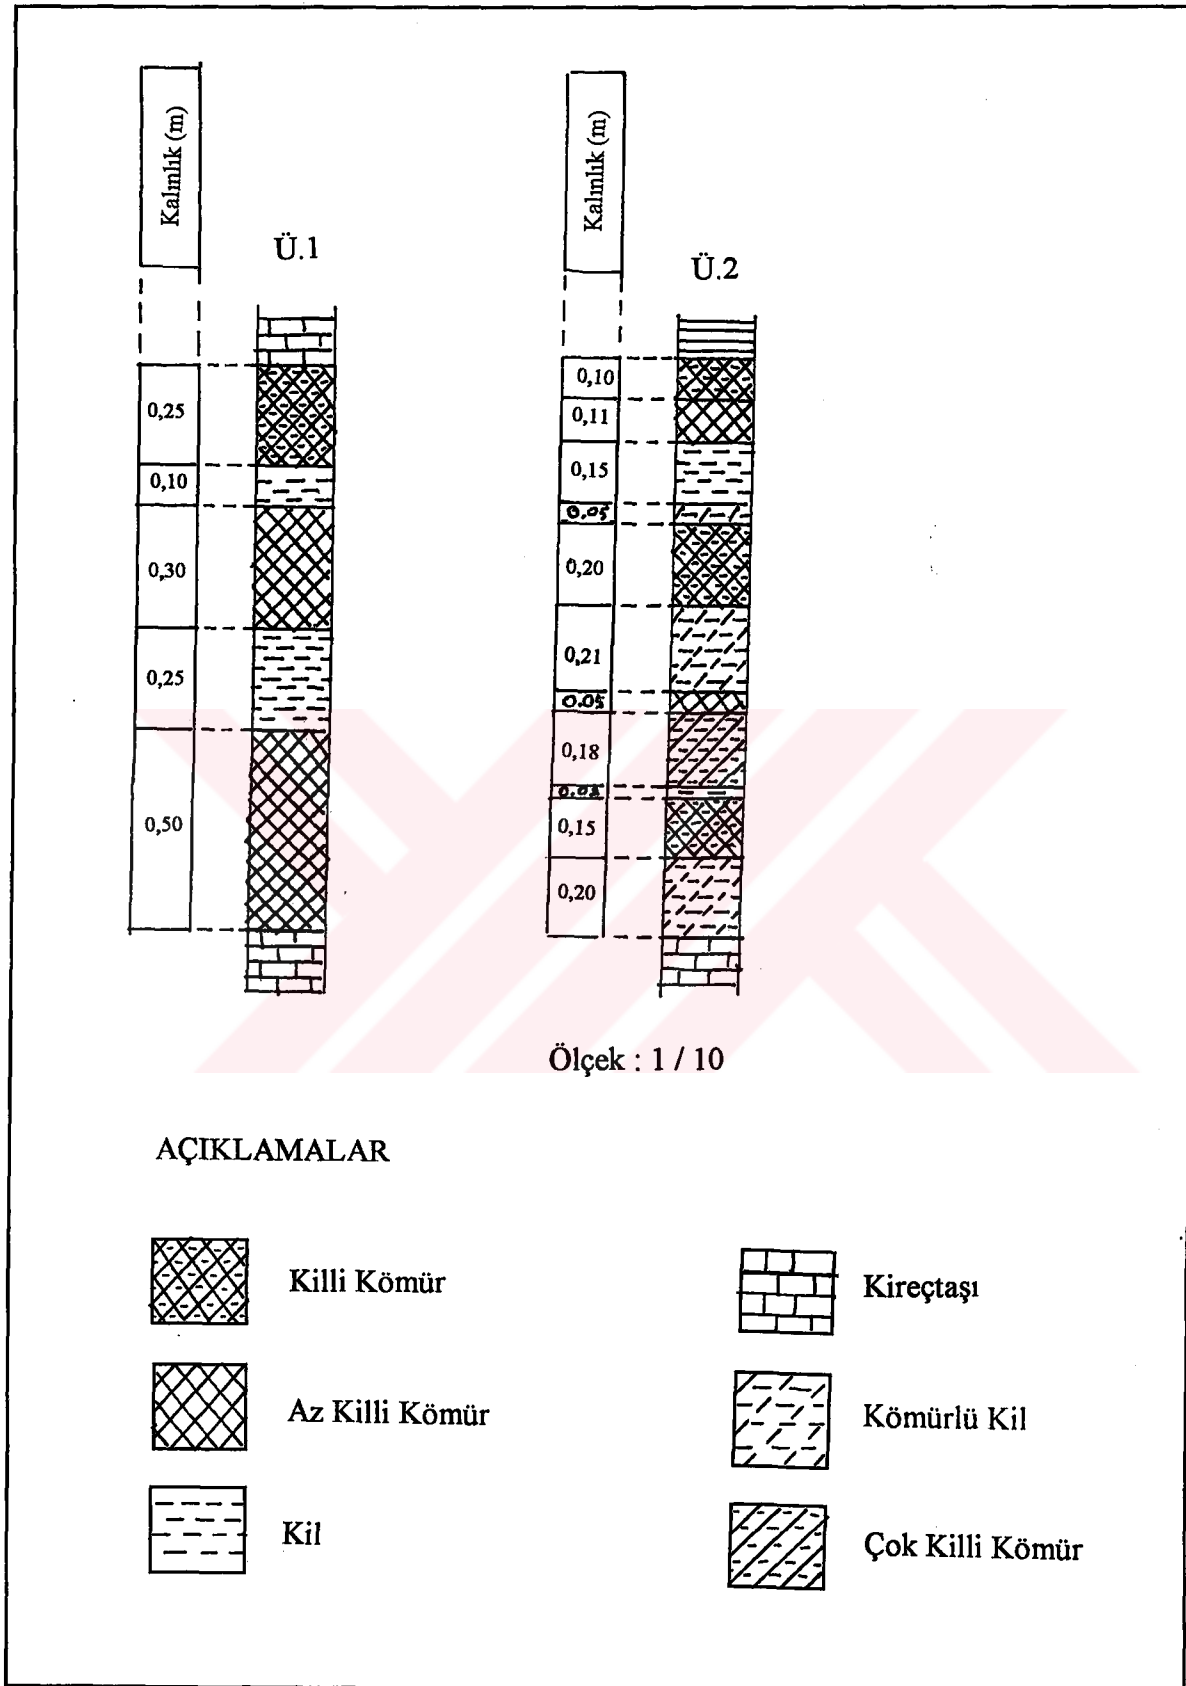 Kalınlık (m)
Ü.1
0,25
0,10
0,30
0,25
0,50
Kalınlık (m)
Ü.2
0,10
0,11
0,15
0.05
0,20
0,21
0.05
0,18
0,15
0,20
Ölçek : 1 / 10
AÇIKLAMALAR
Killi Kömür
Az Killi Kömür
Kil
Kireçtaşı
Kömürlü Kil
Çok Killi Kömür